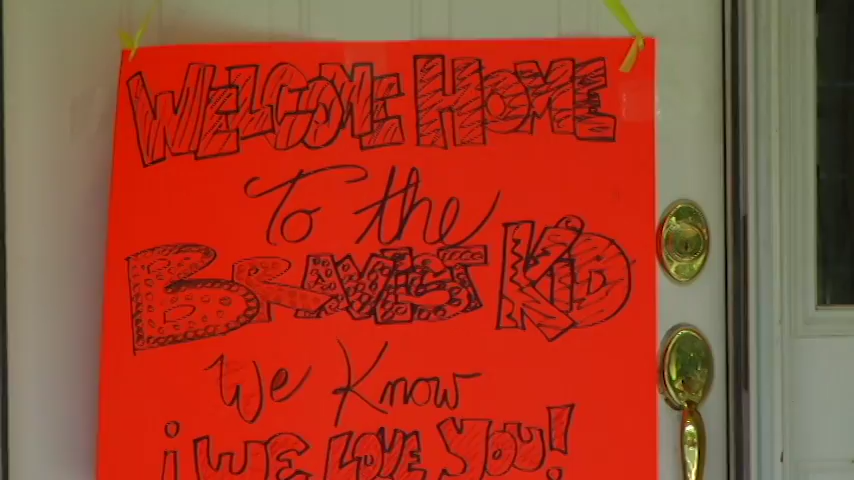 WELCOME HOME
To the
BRAVEST KiD
We Know
¡WE LOVE YOU!